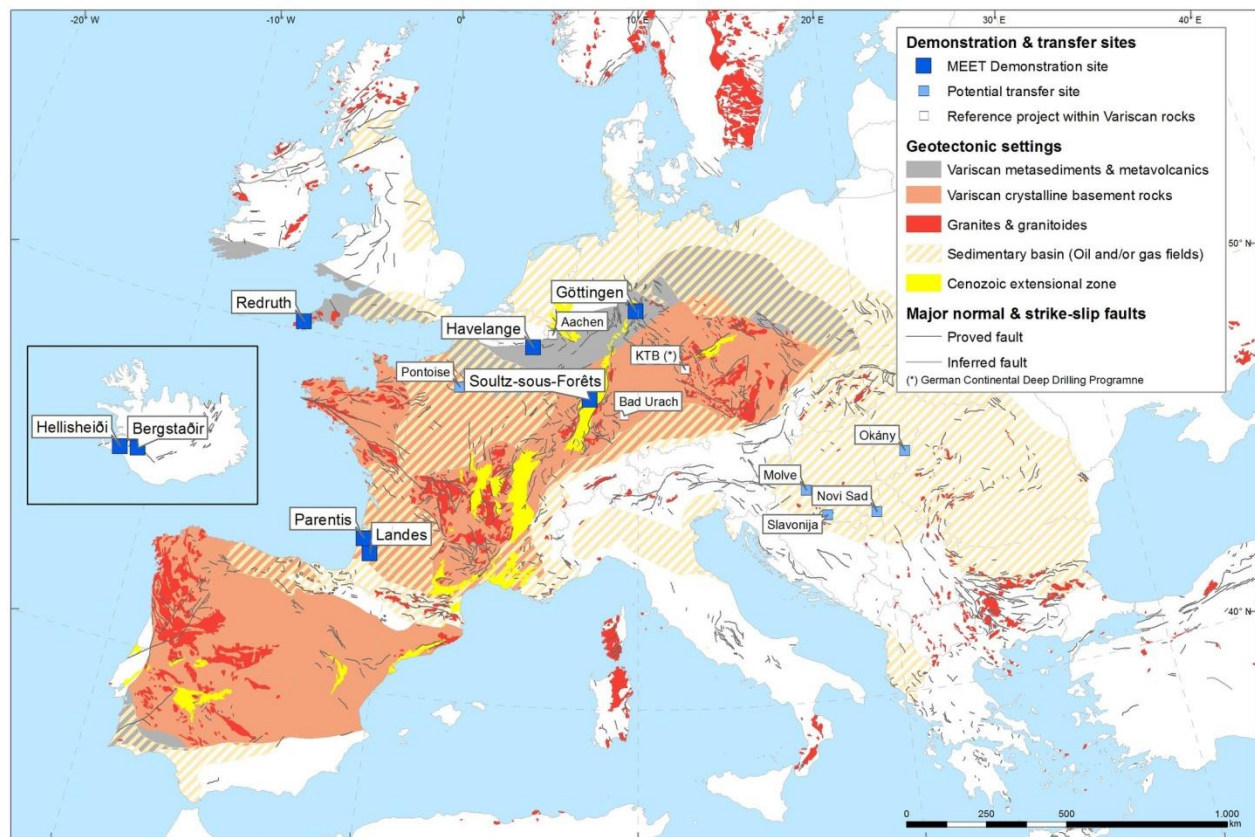 -20° W
-10° W
0° E
10° E
20° E
30° E
40° E
Demonstration & transfer sites
MEET Demonstration site
Potential transfer site
Reference project within Variscan rocks
Geotectonic settings
Variscan metasediments & metavolcanics
Variscan crystalline basement rocks
Granites & granitoides
Sedimentary basin (Oil and/or gas fields)
Cenozoic extensional zone
Major normal & strike-slip faults
Proved fault
Inferred fault
(*) German Continental Deep Drilling Programne
50° N
Göttingen
Redruth
Aachen
Havelange
KTB (*)
Pontoise
Soultz-sous-Forêts
Bad Urach
Hellisheiði
Bergstaðir
Okány
Molve
Novi Sad
Slavonija
Parentis
Landes
40° N
0 250 500 1.000
km